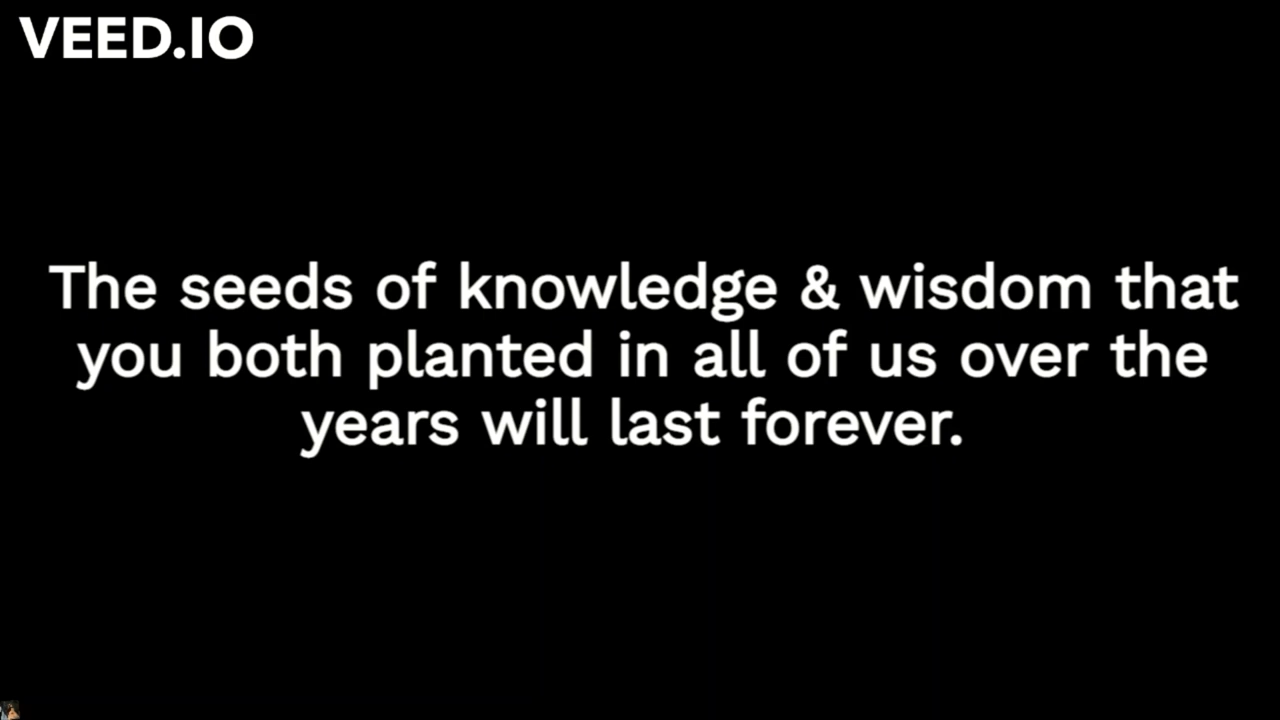 VEED.IO
The seeds of knowledge & wisdom that
you both planted in all of us over the
years will last forever.